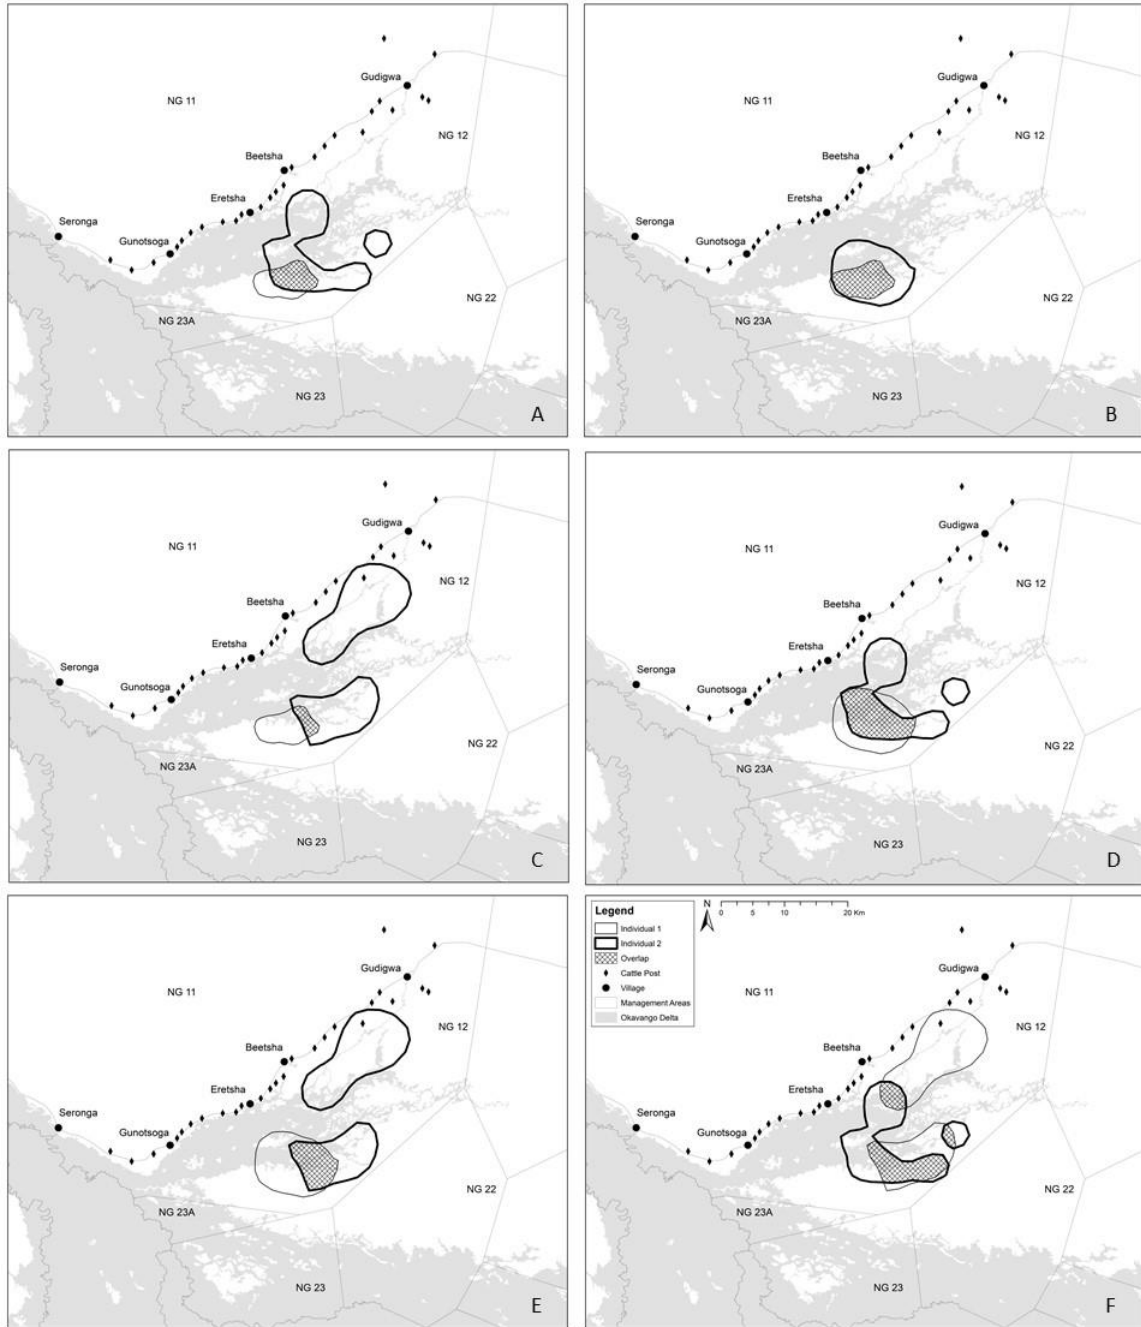 Gudigwa
NG 11
NG 12
Beetsha
Eretsha
Seronga
Gunotsoga
NG 22
NG 23A
NG 23
A
Gudigwa
NG 11
NG 12
Beetsha
Eretsha
Seronga
Gunotsoga
NG 22
NG 23A
NG 23
B
Gudigwa
NG 11
NG 12
Beetsha
Eretsha
Seronga
Gunotsoga
NG 22
NG 23A
NG 23
C
Gudigwa
NG 11
NG 12
Beetsha
Eretsha
Seronga
Gunotsoga
NG 22
NG 23A
NG 23
D
Gudigwa
NG 11
NG 12
Beetsha
Eretsha
Seronga
Gunotsoga
NG 22
NG 23A
NG 23
E
Legend
Individual 1
Individual 2
Overlap
Cattle Post
Village
Management Areas
Okavango Delta
N
0 5 10 20 Km
Gudigwa
NG 11
NG 12
Beetsha
Eretsha
Seronga
Gunotsoga
NG 22
NG 23A
NG 23
F